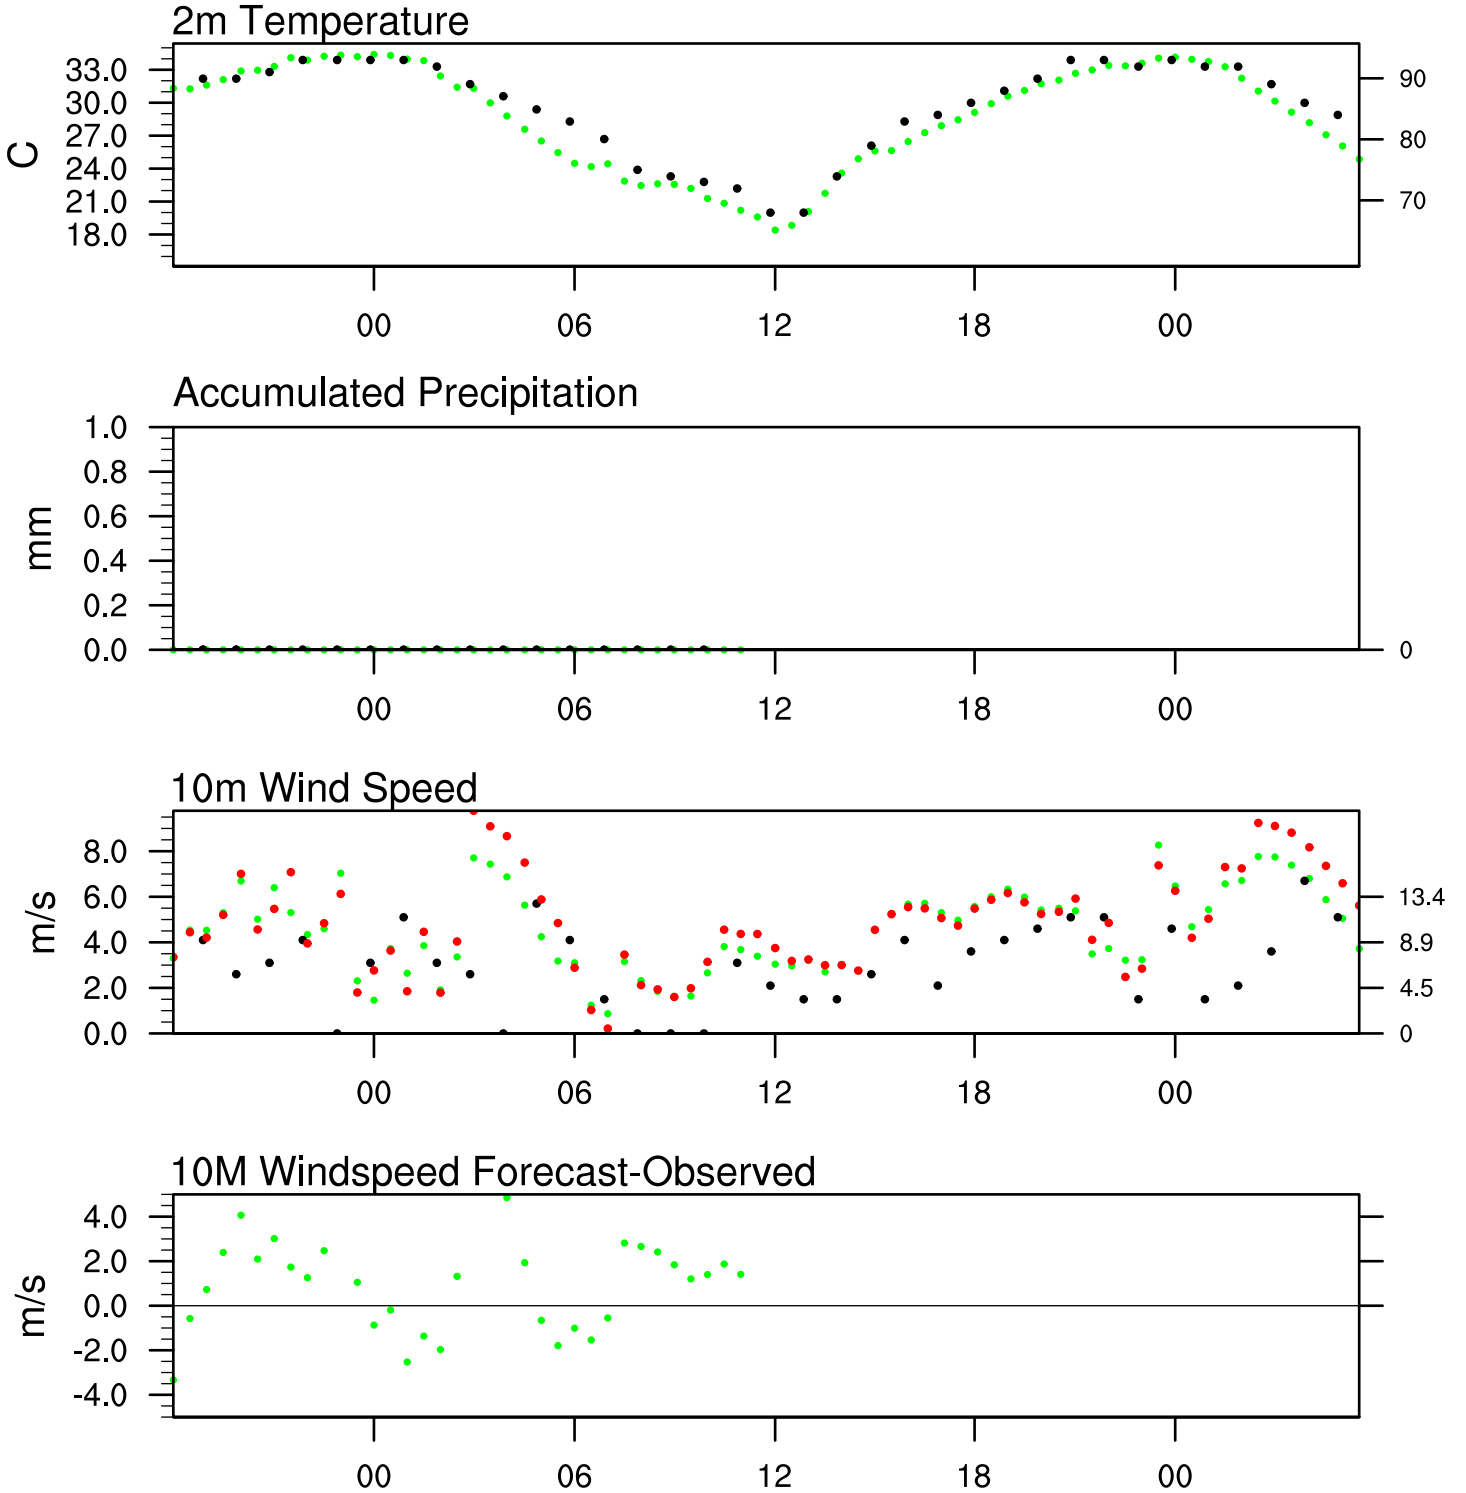 2m Temperature
33.0
30.0
27.0
24.0
21.0
18.0
C
90
80
70
00 06 12 18 00
Accumulated Precipitation
1.0
0.8
0.6
0.4
0.2
0.0
mm
0
00 06 12 18 00
10m Wind Speed
8.0
6.0
4.0
2.0
0.0
m/s
13.4
8.9
4.5
0
00 06 12 18 00
10M Windspeed Forecast-Observed
4.0
2.0
0.0
-2.0
-4.0
m/s
00 06 12 18 00